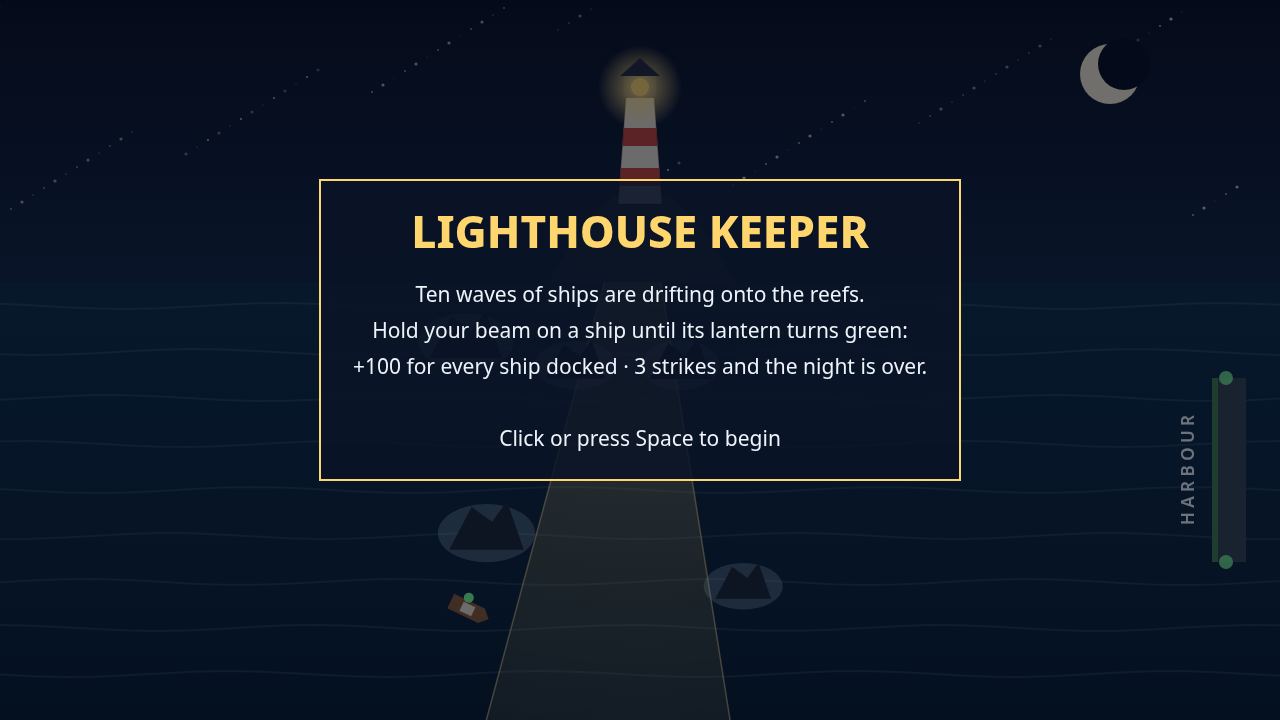 LIGHTHOUSE KEEPER
Ten waves of ships are drifting onto the reefs.
Hold your beam on a ship until its lantern turns green:
+100 for every ship docked · 3 strikes and the night is over.
Click or press Space to begin
HARBOUR